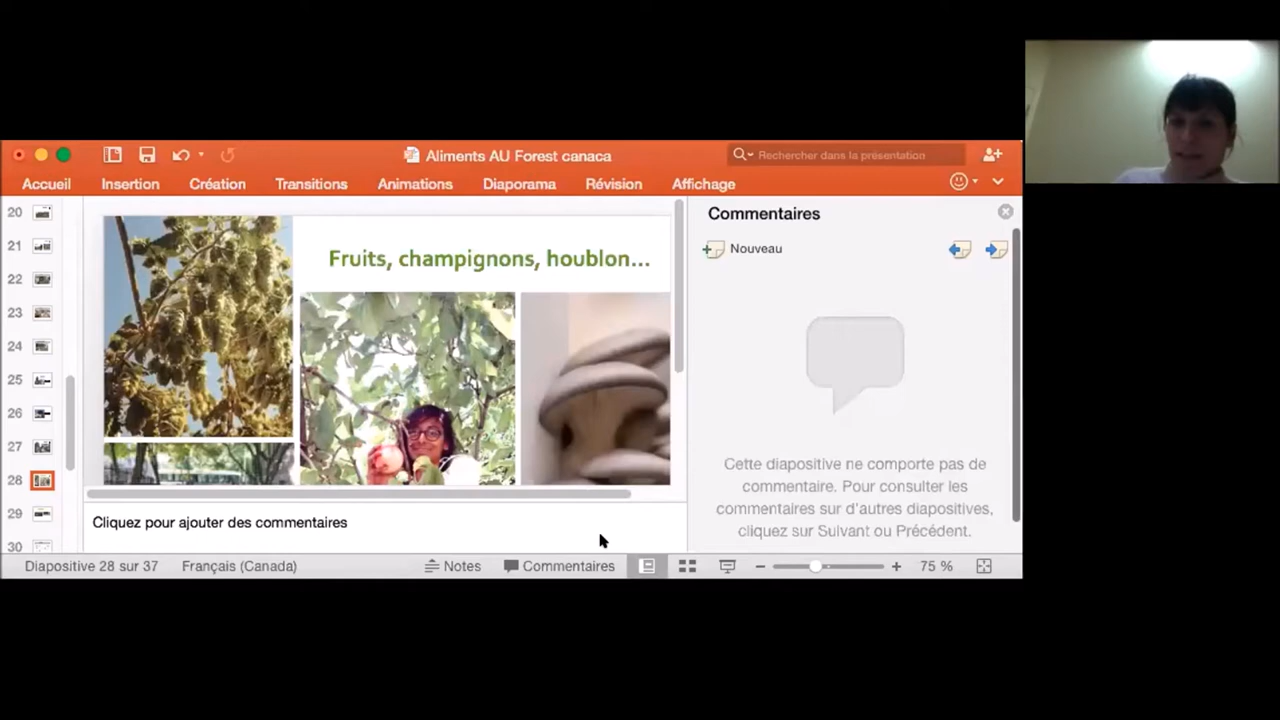 Aliments AU Forest canaca
Rechercher dans la présentation
Accueil
Insertion
Création
Transitions
Animations
Diaporama
Révision
Affichage
20
21
22
23
24
25
26
27
28
29
30
Fruits, champignons, houblon...
Cliquez pour ajouter des commentaires
Commentaires
Nouveau
Cette diapositive ne comporte pas de
commentaire. Pour consulter les
commentaires sur d'autres diapositives,
cliquez sur Suivant ou Précédent.
Diapositive 28 sur 37
Français (Canada)
Notes
Commentaires
75 %